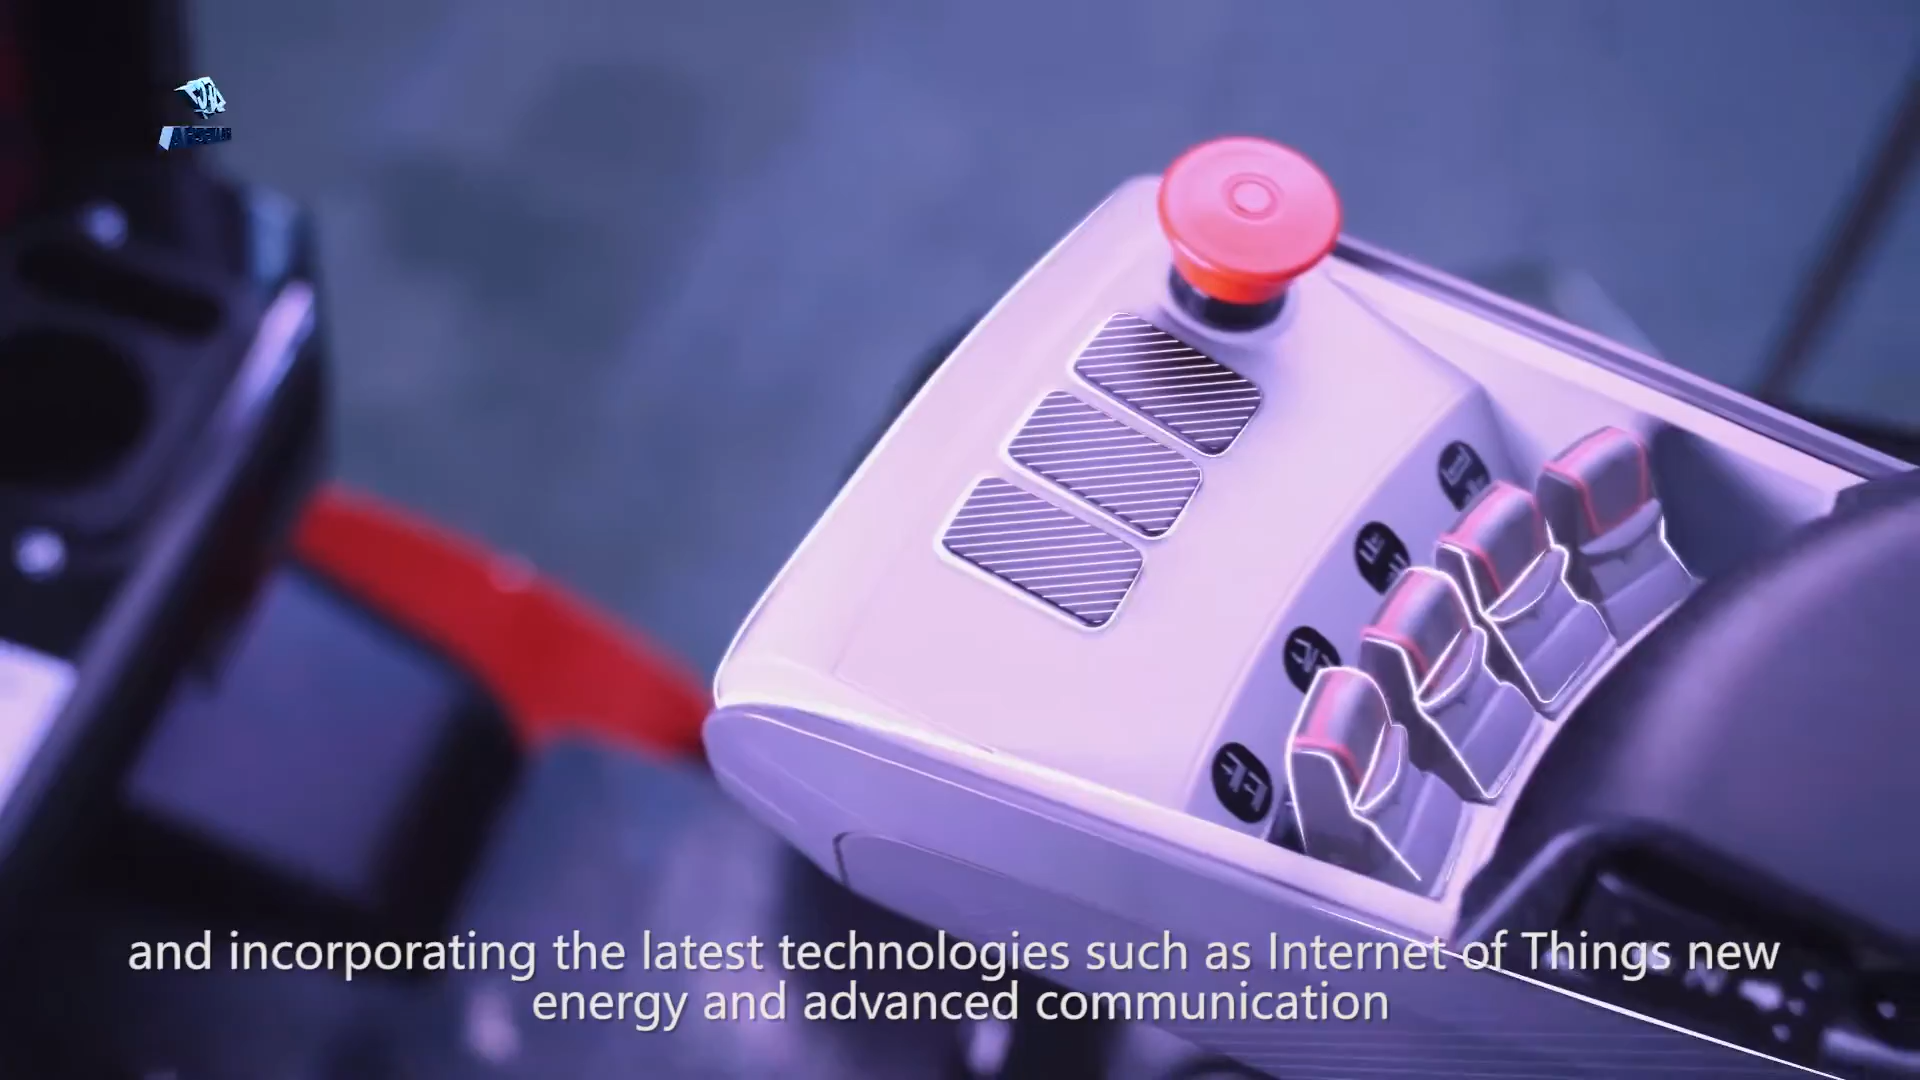 and incorporating the latest technologies such as Internet of Things new
energy and advanced communication